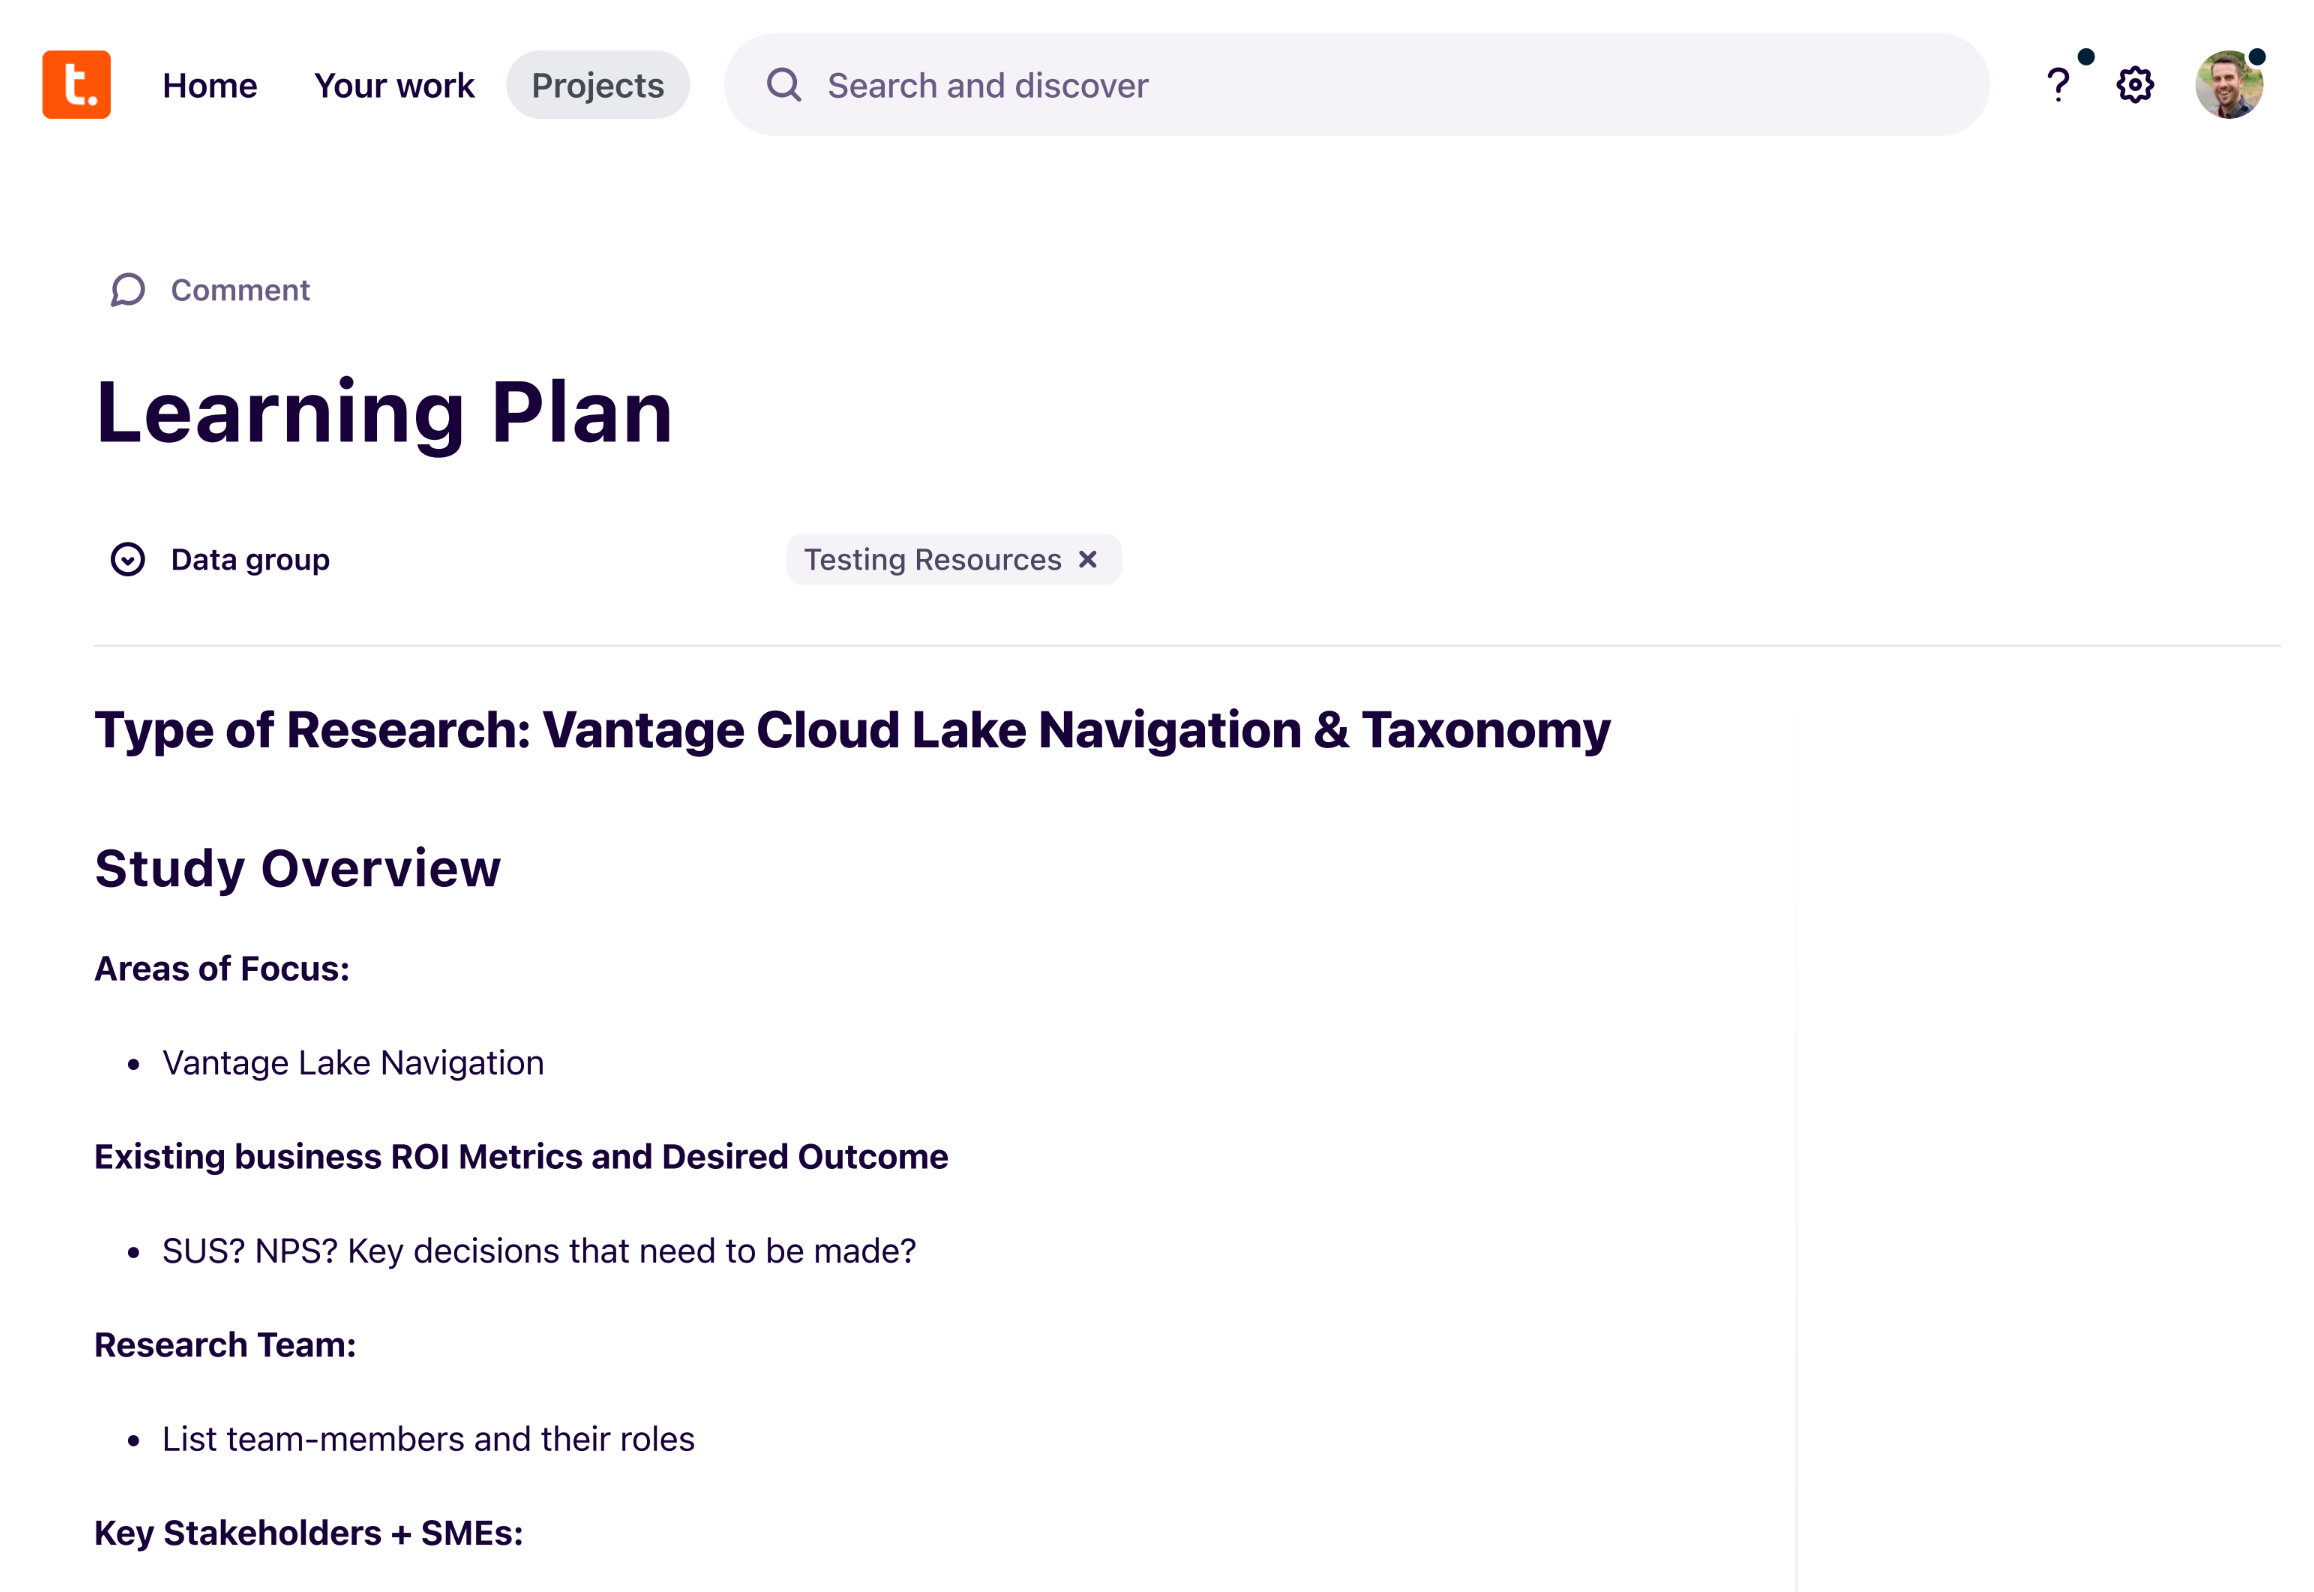 t.
Home
Your work
Projects
Search and discover
?
Comment
Learning Plan
Data group
Testing Resources
Type of Research: Vantage Cloud Lake Navigation & Taxonomy
Study Overview
Areas of Focus:
• Vantage Lake Navigation
Existing business ROI Metrics and Desired Outcome
• SUS? NPS? Key decisions that need to be made?
Research Team:
• List team-members and their roles
Key Stakeholders + SMEs: